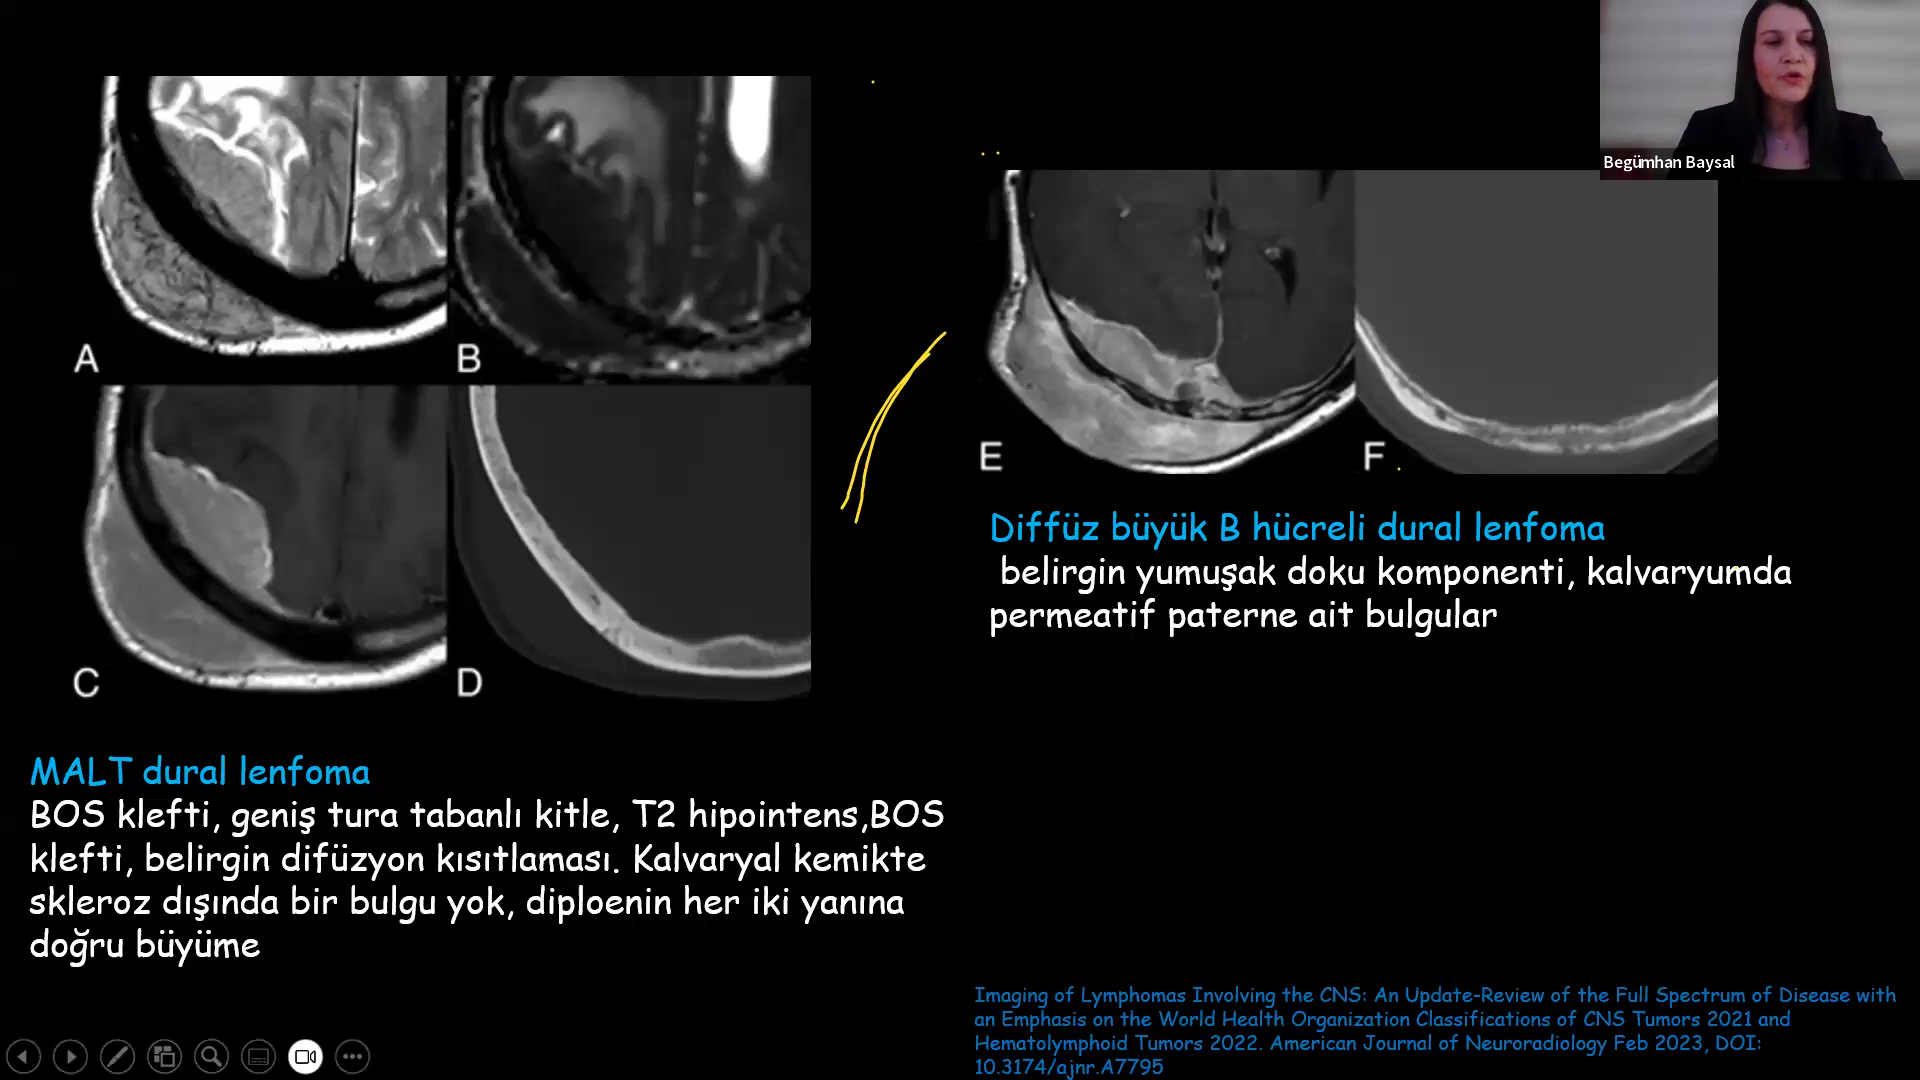 Begümhan Baysal
A
B
C
D
E
F
Diffüz büyük B hücreli dural lenfoma
belirgin yumuşak doku komponenti, kalvaryumda
permeatif paterne ait bulgular
MALT dural lenfoma
BOS klefti, geniş tura tabanlı kitle, T2 hipointens,BOS
klefti, belirgin difüzyon kısıtlaması. Kalvaryal kemikte
skleroz dışında bir bulgu yok, diploenin her iki yanına
doğru büyüme
Imaging of Lymphomas Involving the CNS: An Update-Review of the Full Spectrum of Disease with
an Emphasis on the World Health Organization Classifications of CNS Tumors 2021 and
Hematolymphoid Tumors 2022. American Journal of Neuroradiology Feb 2023, DOI:
10.3174/ajnr.A7795